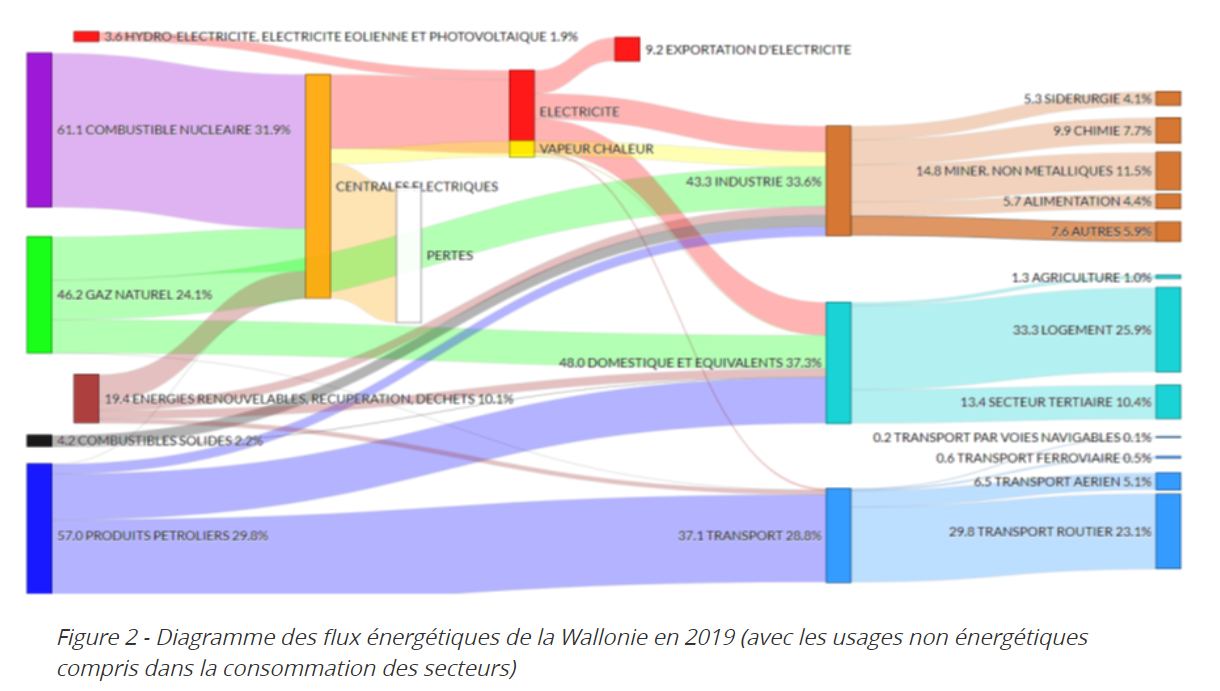 3.6 HYDRO-ELECTRICITE, ELECTRICITE EOLIENNE ET PHOTOVOLTAIQUE 1.9%
9.2 EXPORTATION D'ELECTRICITE
ELECTRICITE
5.3 SIDERURGIE 4.1%
61.1 COMBUSTIBLE NUCLEAIRE 31.9%
9.9 CHIMIE 7.7%
VAPEUR CHALEUR
14.8 MINER. NON METALLIQUES 11.5%
CENTRALES ELECTRIQUES
43.3 INDUSTRIE 33.6%
5.7 ALIMENTATION 4.4%
7.6 AUTRES 5.9%
PERTES
1.3 AGRICULTURE 1.0%
46.2 GAZ NATUREL 24.1%
33.3 LOGEMENT 25.9%
48.0 DOMESTIQUE ET EQUIVALENTS 37.3%
19.4 ENERGIES RENOUVELABLES, RECUPERATION, DECHETS 10.1%
13.4 SECTEUR TERTIAIRE 10.4%
4.2 COMBUSTIBLES SOLIDES 2.2%
0.2 TRANSPORT PAR VOIES NAVIGABLES 0.1%
0.6 TRANSPORT FERROVIAIRE 0.5%
6.5 TRANSPORT AERIEN 5.1%
57.0 PRODUITS PETROLIERS 29.8%
37.1 TRANSPORT 28.8%
29.8 TRANSPORT ROUTIER 23.1%
Figure 2 - Diagramme des flux énergétiques de la Wallonie en 2019 (avec les usages non énergétiques
compris dans la consommation des secteurs)